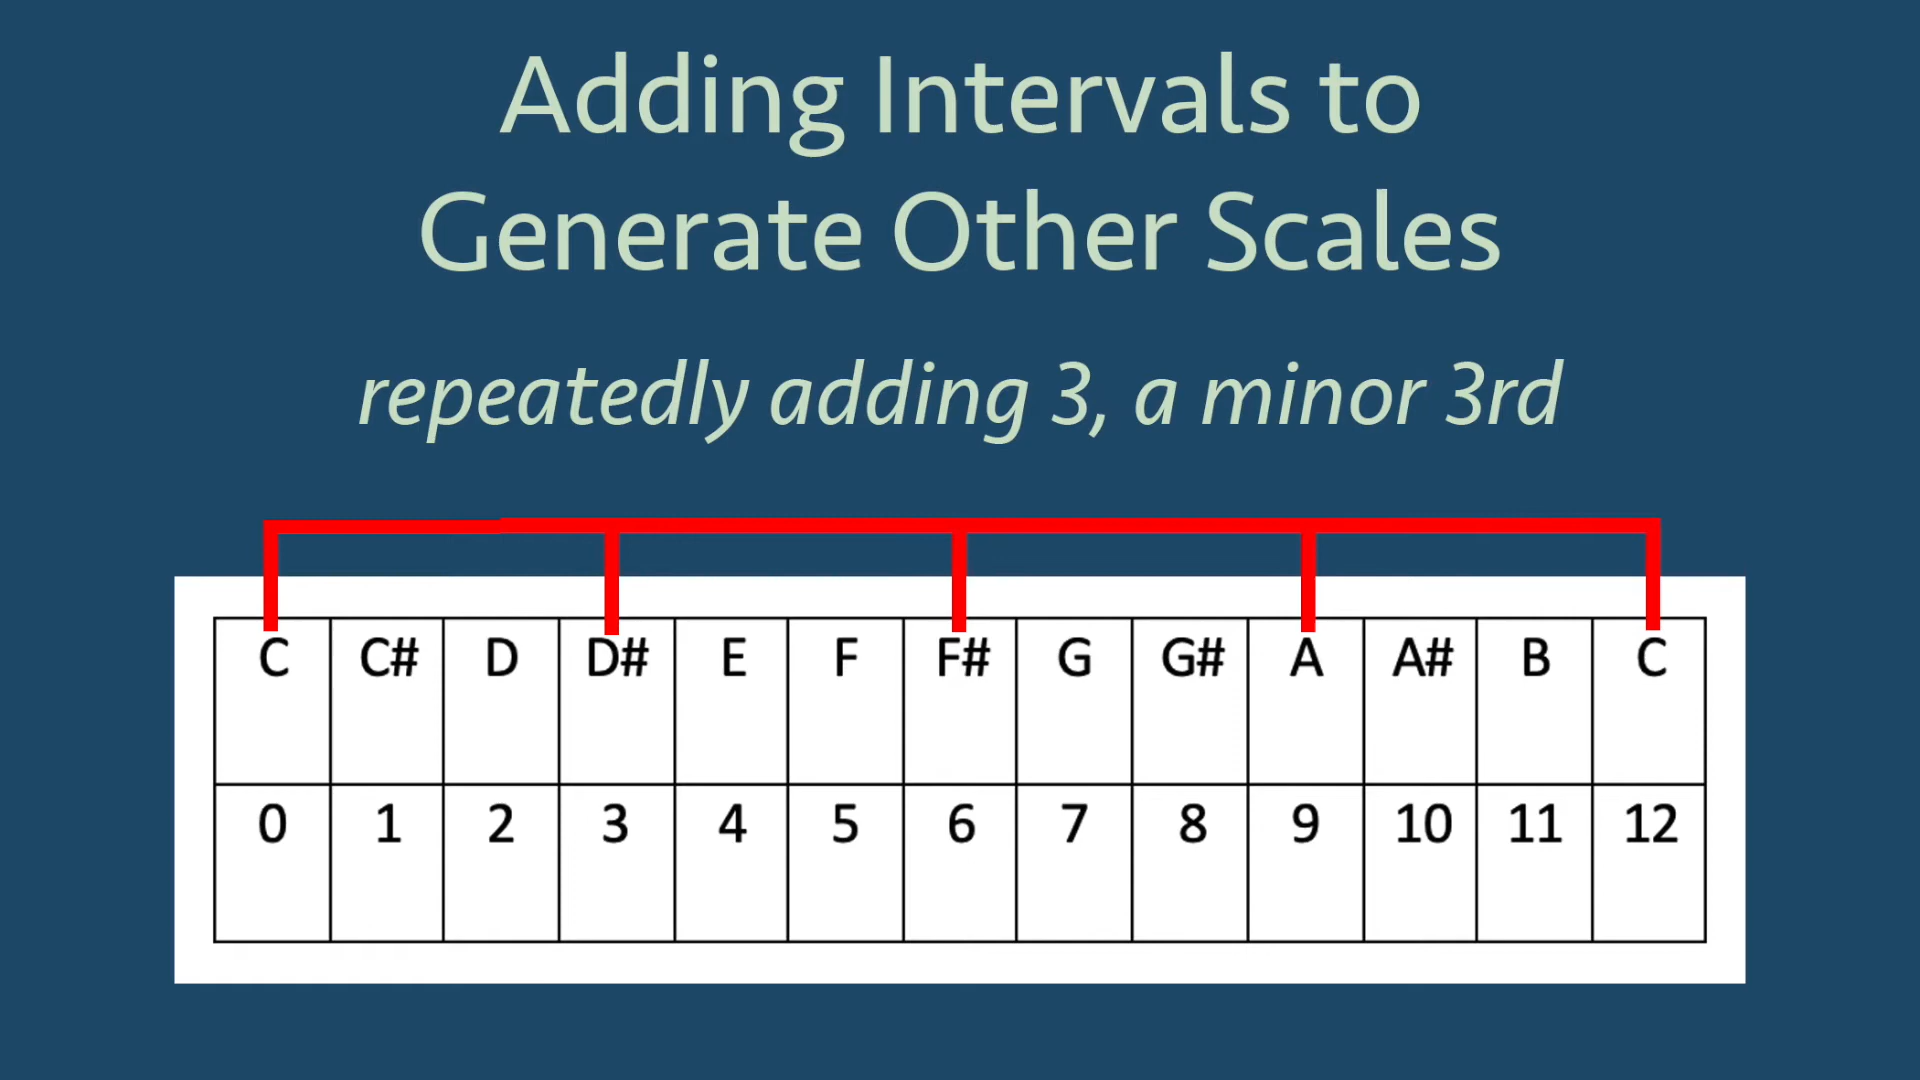 Adding Intervals to
Generate Other Scales
repeatedly adding 3, a minor 3rd
C C# D D# E F F# G G# A A# B C
0 1 2 3 4 5 6 7 8 9 10 11 12